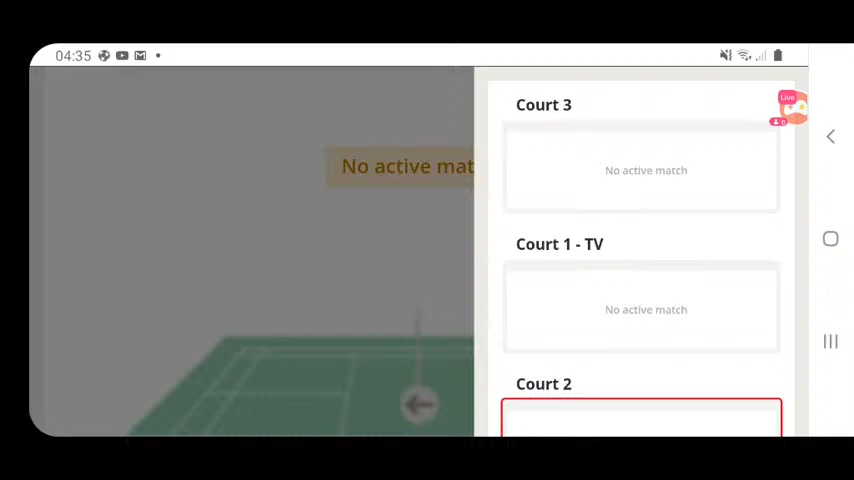 04:35
Live
0
Court 3
No active mat
No active match
Court 1 - TV
No active match
Court 2